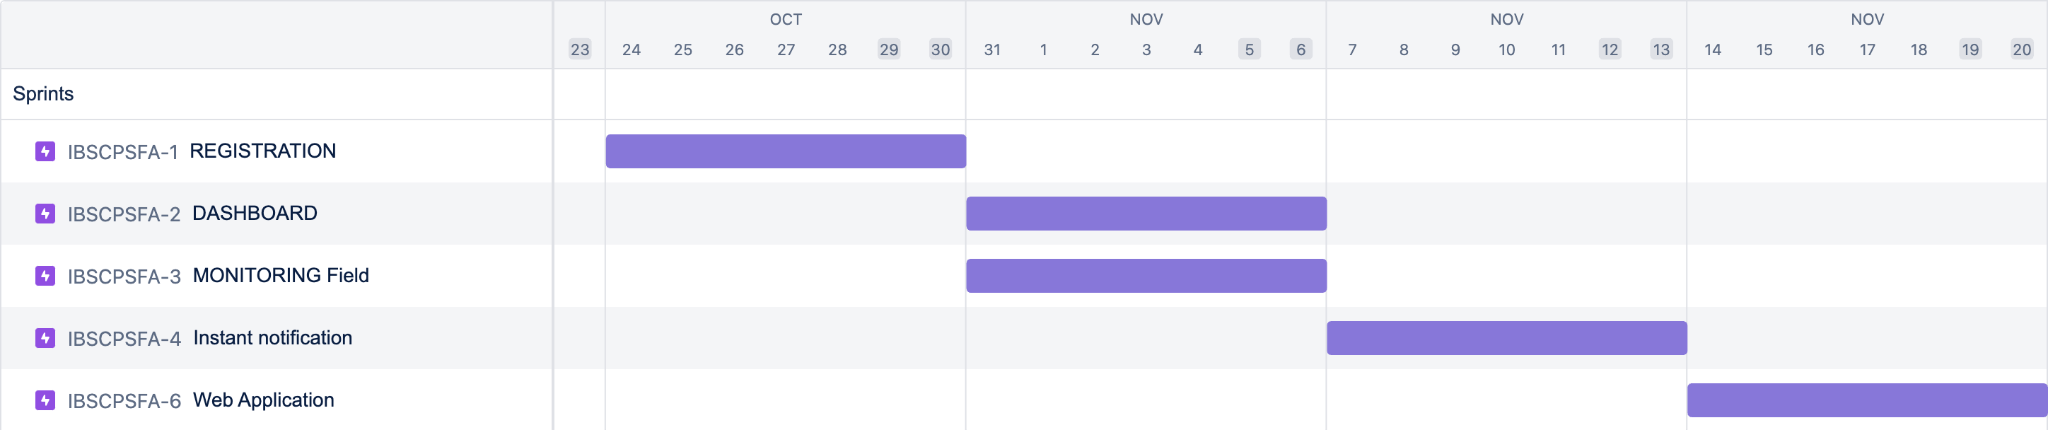 OCT NOV NOV NOV
23 24 25 26 27 28 29 30 31 1 2 3 4 5 6 7 8 9 10 11 12 13 14 15 16 17 18 19 20
Sprints
IBSCPSFA-1 REGISTRATION
IBSCPSFA-2 DASHBOARD
IBSCPSFA-3 MONITORING Field
IBSCPSFA-4 Instant notification
IBSCPSFA-6 Web Application